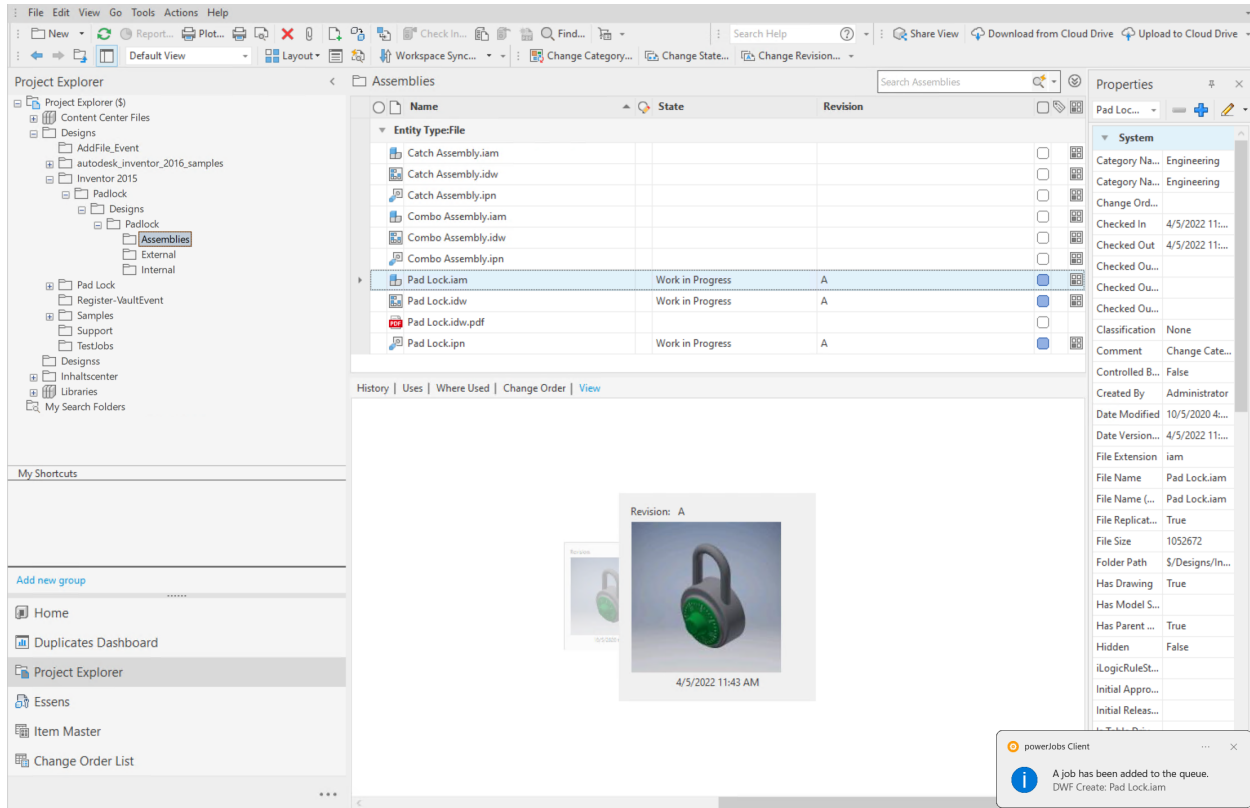 File Edit View Go Tools Actions Help
New Report... Plot... Check In... Find... Search Help Share View Download from Cloud Drive Upload to Cloud Drive
Default View Layout Workspace Sync... Change Category... Change State... Change Revision...
Project Explorer
Project Explorer ($)
Content Center Files
Designs
AddFile_Event
autodesk_inventor_2016_samples
Inventor 2015
Padlock
Designs
Padlock
Assemblies
External
Internal
Pad Lock
Register-VaultEvent
Samples
Support
TestJobs
Designss
Inhaltscenter
Libraries
My Search Folders
My Shortcuts
Add new group
Home
Duplicates Dashboard
Project Explorer
Essens
Item Master
Change Order List
Assemblies Search Assemblies
Name State Revision
Entity Type:File
Catch Assembly.iam
Catch Assembly.idw
Catch Assembly.ipn
Combo Assembly.iam
Combo Assembly.idw
Combo Assembly.ipn
Pad Lock.iam Work in Progress A
Pad Lock.idw Work in Progress A
PDF Pad Lock.idw.pdf
Pad Lock.ipn Work in Progress A
History | Uses | Where Used | Change Order | View
Revision: A
Revision:
4/5/2022 11:43 AM
Properties
Pad Loc...
System
Category Na... Engineering
Category Na... Engineering
Change Ord...
Checked In 4/5/2022 11:...
Checked Out 4/5/2022 11:...
Checked Ou...
Checked Ou...
Checked Ou...
Classification None
Comment Change Cate...
Controlled B... False
Created By Administrator
Date Modified 10/5/2020 4:...
Date Version... 4/5/2022 11:...
File Extension iam
File Name Pad Lock.iam
File Name (... Pad Lock.iam
File Replicat... True
File Size 1052672
Folder Path $/Designs/In...
Has Drawing True
Has Model S...
Has Parent ... True
Hidden False
iLogicRuleSt...
Initial Appro...
Initial Releas...
powerJobs Client
A job has been added to the queue.
DWF Create: Pad Lock.iam